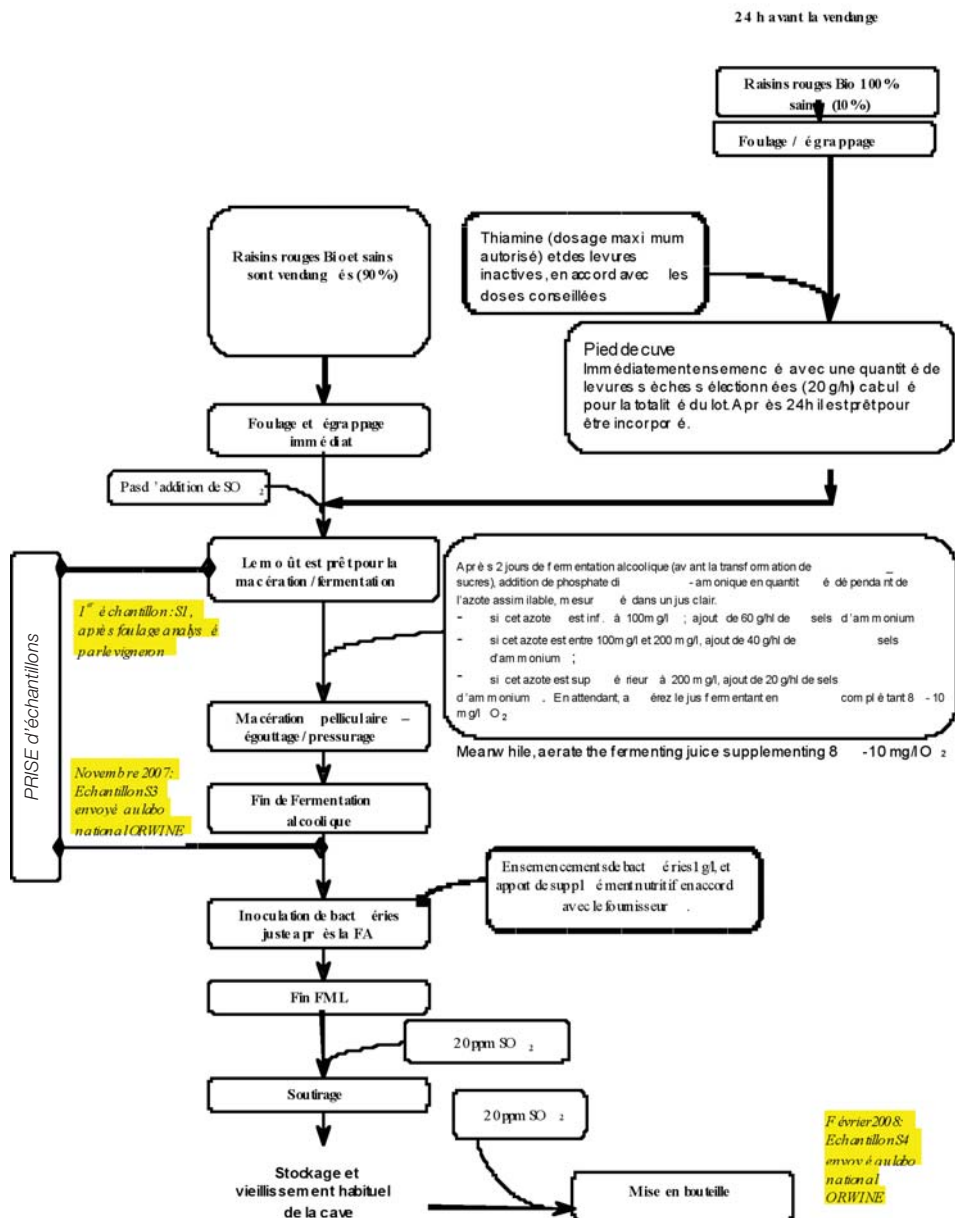 24 h avant la vendange
Raisins rouges Bio 100%
sains (10%)
Foulage / égrappage
Raisins rouges Bio et sains
sont vendangés (90%)
Thiamine (dosage maximum
autorisé) et des levures
inactives, en accord avec les
doses conseillées
Pied de cuve
Immédiatement ensemencé avec une quantité de
levures sèches sélectionnées (20 g/h) calculé
pour la totalité du lot. Après 24h il est prêt pour
être incorporé.
Foulage et égrappage
immédiat
Pas d'addition de SO2
Le moût est prêt pour la
macération / fermentation
PRISE d'échantillons
1er échantillon : S1,
après foulage analysé
par le vigneron
Après 2 jours de fermentation alcoolique (avant la transformation de
sucres), addition de phosphate di-amonique en quantité dépendant de
l'azote assimilable, mesuré dans un jus clair.
- si cet azote est inf. à 100mg/l ; ajout de 60 g/hl de sels d'ammonium
- si cet azote est entre 100mg/l et 200 mg/l, ajout de 40 g/hl de sels
d'ammonium ;
- si cet azote est supérieur à 200 mg/l, ajout de 20 g/hl de sels
d'ammonium . En attendant, aérez le jus fermentant en complétant 8 -10
mg/l O2
Meanwhile, aerate the fermenting juice supplementing 8 -10 mg/l O2
Macération pelliculaire –
égouttage / pressurage
Novembre 2007:
Echantillon S3
envoyé au labo
national ORWINE
Fin de Fermentation
alcoolique
Ensemencements de bactéries 1 g/l, et
apport de supplément nutritif en accord
avec le fournisseur .
Inoculation de bactéries
juste après la FA
Fin FML
20 ppm SO2
Soutirage
20 ppm SO2
Février 2008:
Echantillon S4
envoyé au labo
national
ORWINE
Stockage et
vieillissement habituel
de la cave
Mise en bouteille